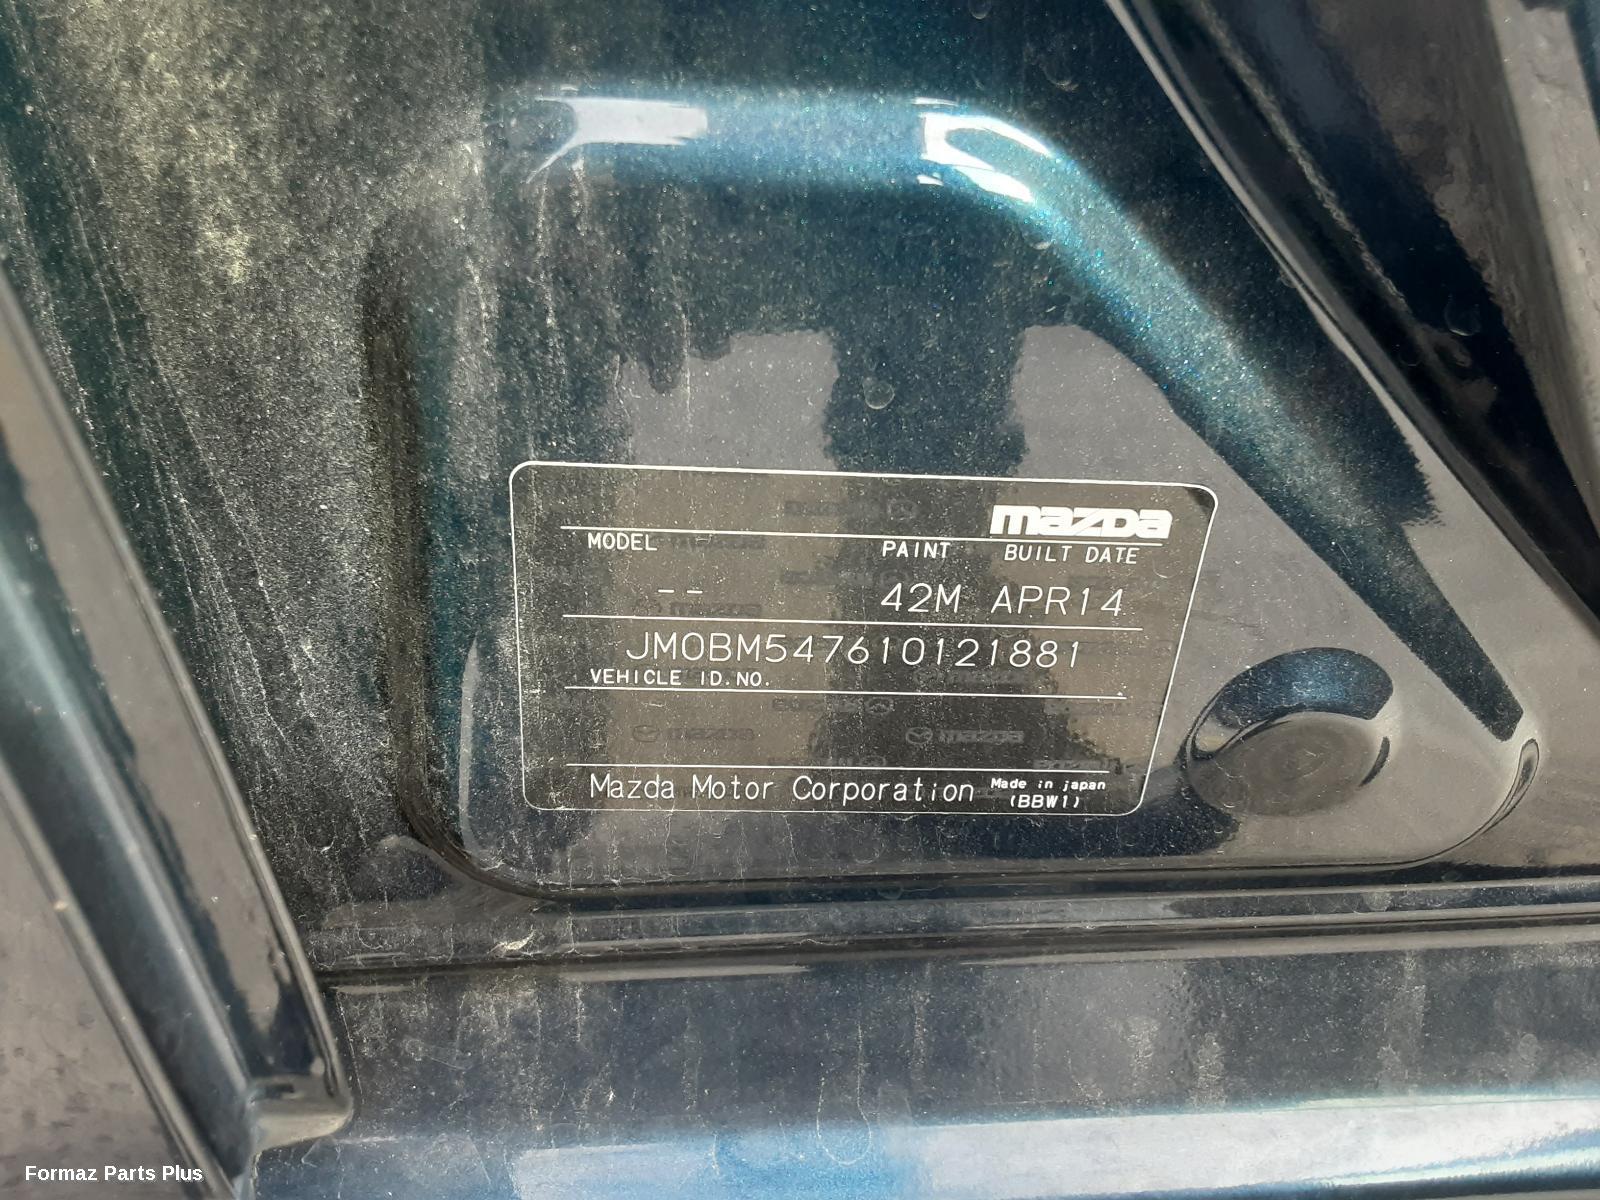 mazda
MODEL PAINT BUILT DATE
-- 42M APR14
JM0BM547610121881
VEHICLE ID.NO.
Mazda Motor Corporation Made in japan
(BBW1)
Formaz Parts Plus